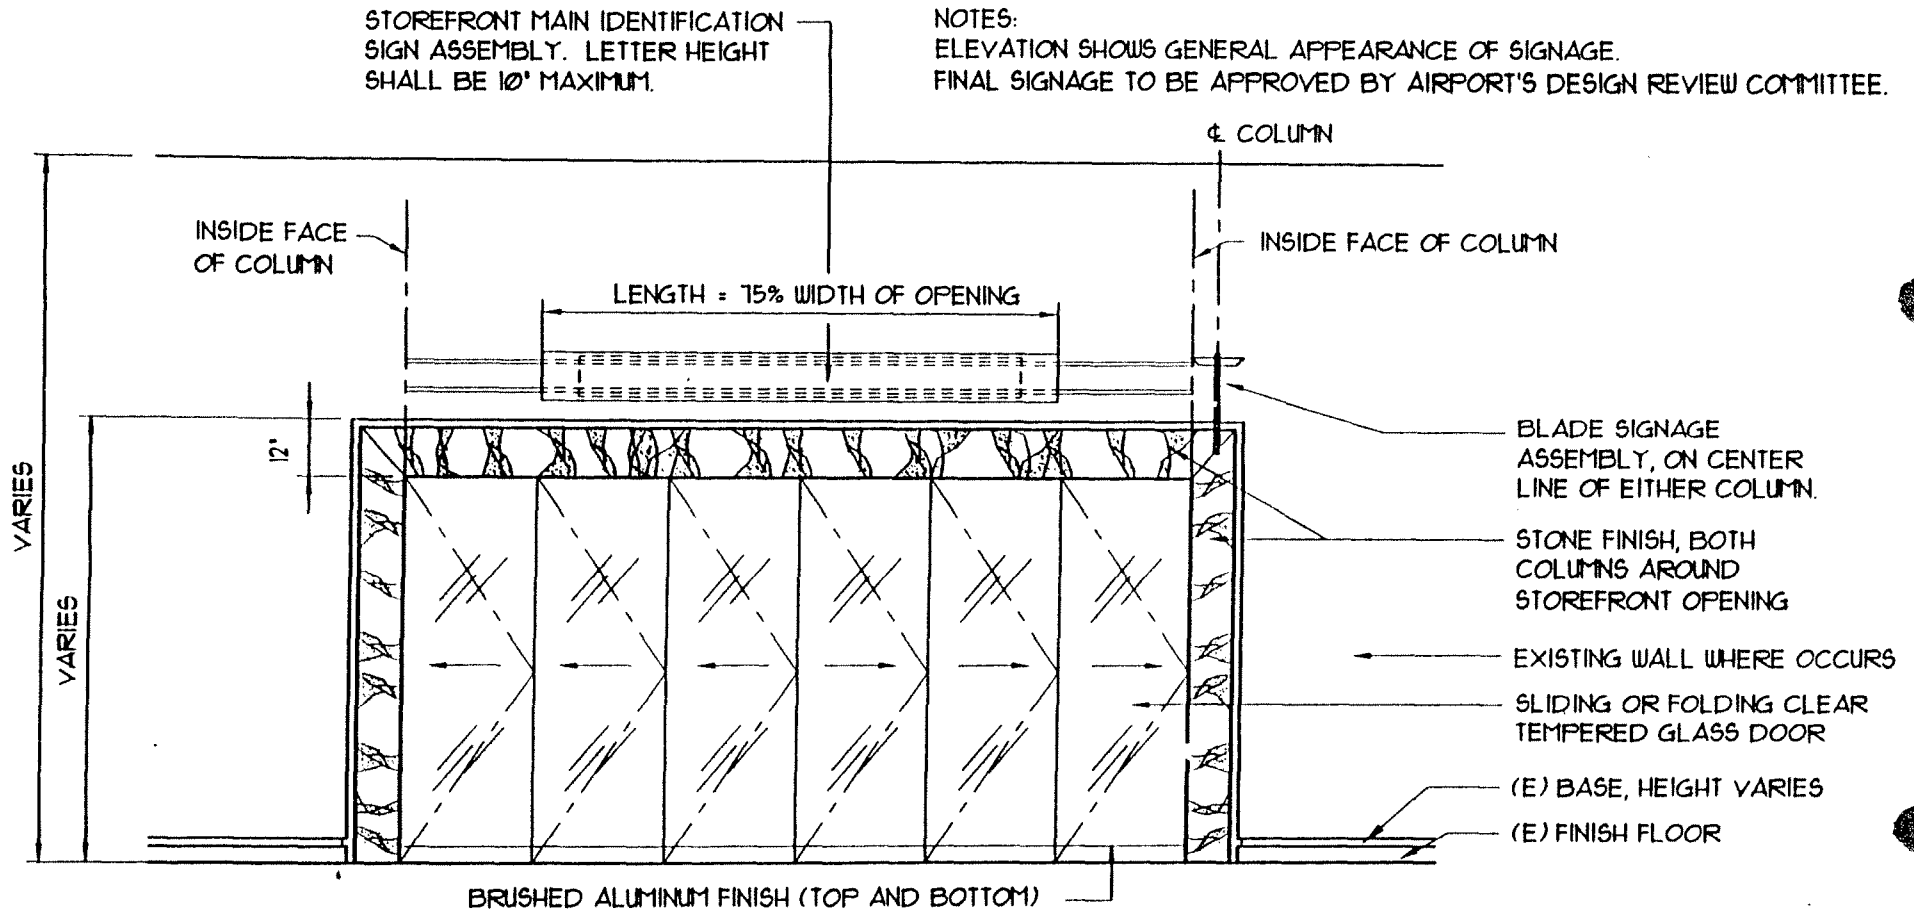 STOREFRONT MAIN IDENTIFICATION
SIGN ASSEMBLY. LETTER HEIGHT
SHALL BE 10" MAXIMUM.
NOTES:
ELEVATION SHOWS GENERAL APPEARANCE OF SIGNAGE.
FINAL SIGNAGE TO BE APPROVED BY AIRPORT'S DESIGN REVIEW COMMITTEE.
℄ COLUMN
INSIDE FACE
OF COLUMN
INSIDE FACE OF COLUMN
LENGTH = 75% WIDTH OF OPENING
12"
VARIES
VARIES
BLADE SIGNAGE
ASSEMBLY, ON CENTER
LINE OF EITHER COLUMN.
STONE FINISH, BOTH
COLUMNS AROUND
STOREFRONT OPENING
EXISTING WALL WHERE OCCURS
SLIDING OR FOLDING CLEAR
TEMPERED GLASS DOOR
(E) BASE, HEIGHT VARIES
(E) FINISH FLOOR
BRUSHED ALUMINUM FINISH (TOP AND BOTTOM)